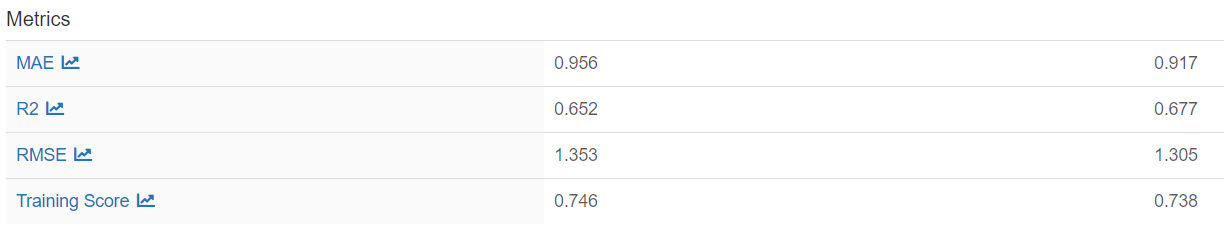 Metrics
MAE 0.956 0.917
R2 0.652 0.677
RMSE 1.353 1.305
Training Score 0.746 0.738